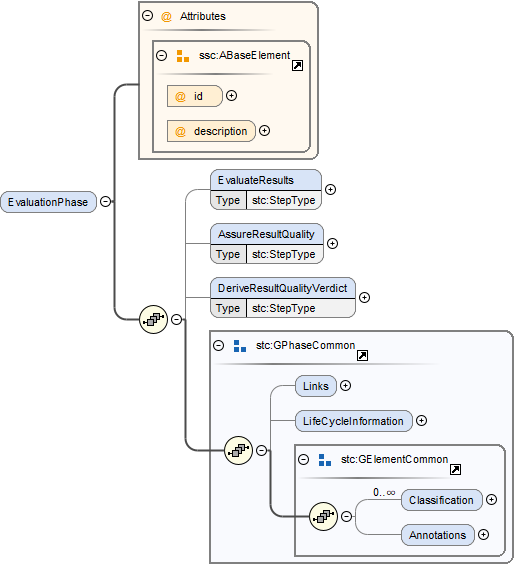 @ Attributes
ssc:ABaseElement
@ id
@ description
EvaluationPhase
EvaluateResults
Type stc:StepType
AssureResultQuality
Type stc:StepType
DeriveResultQualityVerdict
Type stc:StepType
stc:GPhaseCommon
Links
LifeCycleInformation
stc:GElementCommon
0..∞
Classification
Annotations